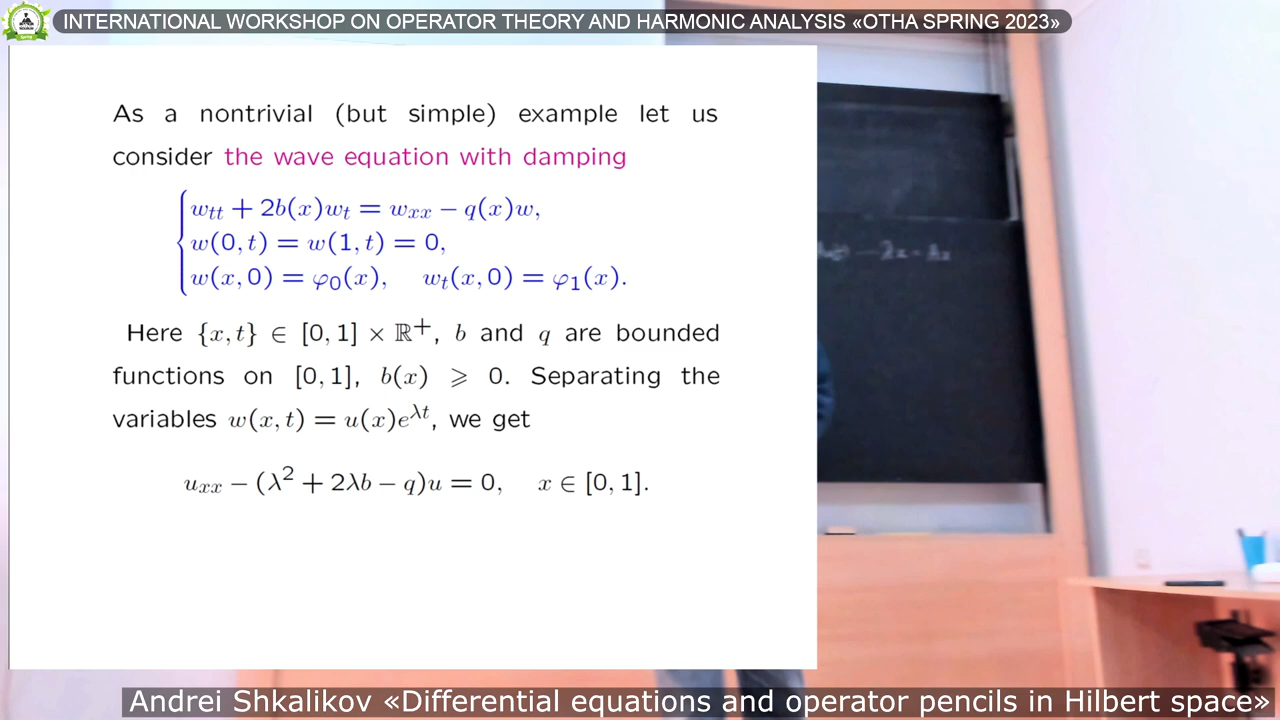 INTERNATIONAL WORKSHOP ON OPERATOR THEORY AND HARMONIC ANALYSIS «OTHA SPRING 2023»
As a nontrivial (but simple) example let us
consider the wave equation with damping
w_{tt} + 2b(x)w_t = w_{xx} − q(x)w,
w(0, t) = w(1, t) = 0,
w(x, 0) = φ₀(x), w_t(x, 0) = φ₁(x).
Here {x, t} ∈ [0, 1] × ℝ⁺, b and q are bounded
functions on [0, 1], b(x) ⩾ 0. Separating the
variables w(x, t) = u(x)e^{λt}, we get
u_{xx} − (λ² + 2λb − q)u = 0, x ∈ [0, 1].
Andrei Shkalikov «Differential equations and operator pencils in Hilbert space»